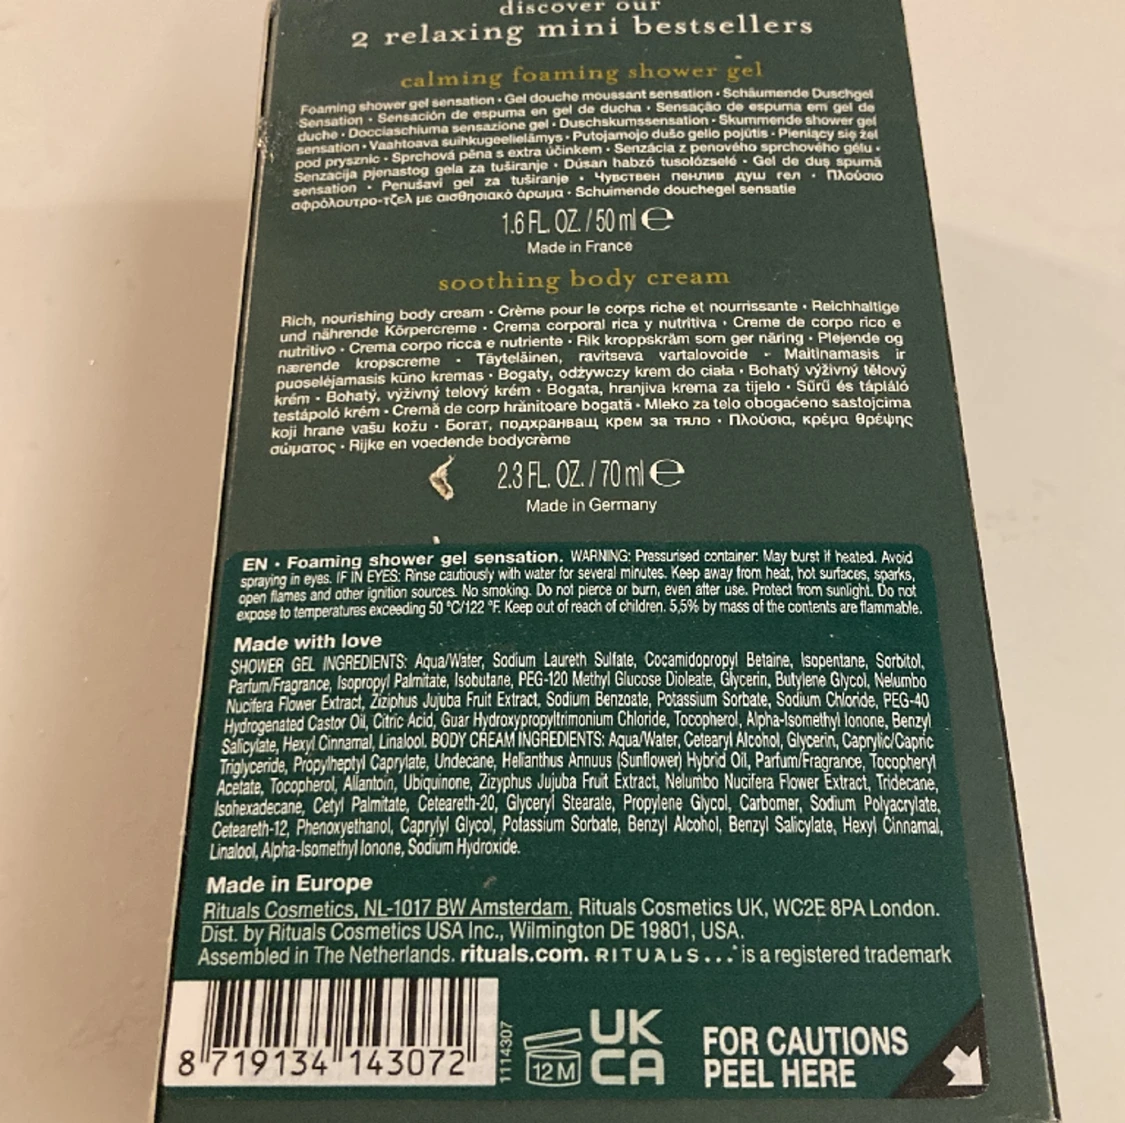 discover our
2 relaxing mini bestsellers
calming foaming shower gel
Foaming shower gel sensation • Gel douche moussant sensation • Schäumende Duschgel
Sensation • Sensación de espuma en gel de ducha • Sensação de espuma em gel de
duche • Docciaschiuma sensazione gel • Duschskumssensation • Skummende shower gel
sensation • Vaahtoava suihkugeelielämys • Putojamojo dušo gelio pojūtis • Pieniący się żel
pod prysznic • Sprchová pěna s extra účinkem • Senzácia z penového sprchového gélu •
Senzacija pjenastog gela za tuširanje • Dúsan habzó tusolózselé • Gel de duș spumă
sensation • Penušavi gel za tuširanje • Чувствен пенлив душ гел • Πλούσιο
αφρόλουτρο-τζελ με αισθησιακό άρωμα • Schuimende douchegel sensatie
1.6 FL. OZ. / 50 ml ℮
Made in France
soothing body cream
Rich, nourishing body cream • Crème pour le corps riche et nourrissante • Reichhaltige
und nährende Körpercreme • Crema corporal rica y nutritiva • Creme de corpo rico e
nutritivo • Crema corpo ricca e nutriente • Rik kroppskräm som ger näring • Plejende og
nærende kropscreme • Täyteläinen, ravitseva vartalovoide • Maitinamasis ir
puoselėjamasis kūno kremas • Bogaty, odżywczy krem do ciała • Bohatý výživný tělový
krém • Bohatý, výživný telový krém • Bogata, hranjiva krema za tijelo • Sűrű és tápláló
testápoló krém • Cremă de corp hrănitoare bogată • Mleko za telo obogaćeno sastojcima
koji hrane vašu kožu • Богат, подхранващ крем за тяло • Πλούσια, κρέμα θρέψης
σώματος • Rijke en voedende bodycrème
2.3 FL. OZ. / 70 ml ℮
Made in Germany
EN • Foaming shower gel sensation. WARNING: Pressurised container: May burst if heated. Avoid
spraying in eyes. IF IN EYES: Rinse cautiously with water for several minutes. Keep away from heat, hot surfaces, sparks,
open flames and other ignition sources. No smoking. Do not pierce or burn, even after use. Protect from sunlight. Do not
expose to temperatures exceeding 50 °C/122 °F. Keep out of reach of children. 5,5% by mass of the contents are flammable.
Made with love
SHOWER GEL INGREDIENTS: Aqua/Water, Sodium Laureth Sulfate, Cocamidopropyl Betaine, Isopentane, Sorbitol,
Parfum/Fragrance, Isopropyl Palmitate, Isobutane, PEG-120 Methyl Glucose Dioleate, Glycerin, Butylene Glycol, Nelumbo
Nucifera Flower Extract, Ziziphus Jujuba Fruit Extract, Sodium Benzoate, Potassium Sorbate, Sodium Chloride, PEG-40
Hydrogenated Castor Oil, Citric Acid, Guar Hydroxypropyltrimonium Chloride, Tocopherol, Alpha-Isomethyl Ionone, Benzyl
Salicylate, Hexyl Cinnamal, Linalool. BODY CREAM INGREDIENTS: Aqua/Water, Cetearyl Alcohol, Glycerin, Caprylic/Capric
Triglyceride, Propylheptyl Caprylate, Undecane, Helianthus Annuus (Sunflower) Hybrid Oil, Parfum/Fragrance, Tocopheryl
Acetate, Tocopherol, Allantoin, Ubiquinone, Zizyphus Jujuba Fruit Extract, Nelumbo Nucifera Flower Extract, Tridecane,
Isohexadecane, Cetyl Palmitate, Ceteareth-20, Glyceryl Stearate, Propylene Glycol, Carbomer, Sodium Polyacrylate,
Ceteareth-12, Phenoxyethanol, Caprylyl Glycol, Potassium Sorbate, Benzyl Alcohol, Benzyl Salicylate, Hexyl Cinnamal,
Linalool, Alpha-Isomethyl Ionone, Sodium Hydroxide.
Made in Europe
Rituals Cosmetics, NL-1017 BW Amsterdam. Rituals Cosmetics UK, WC2E 8PA London.
Dist. by Rituals Cosmetics USA Inc., Wilmington DE 19801, USA.
Assembled in The Netherlands. rituals.com. RITUALS...® is a registered trademark
8 719134 143072
1114307
12 M
UK
CA
FOR CAUTIONS
PEEL HERE